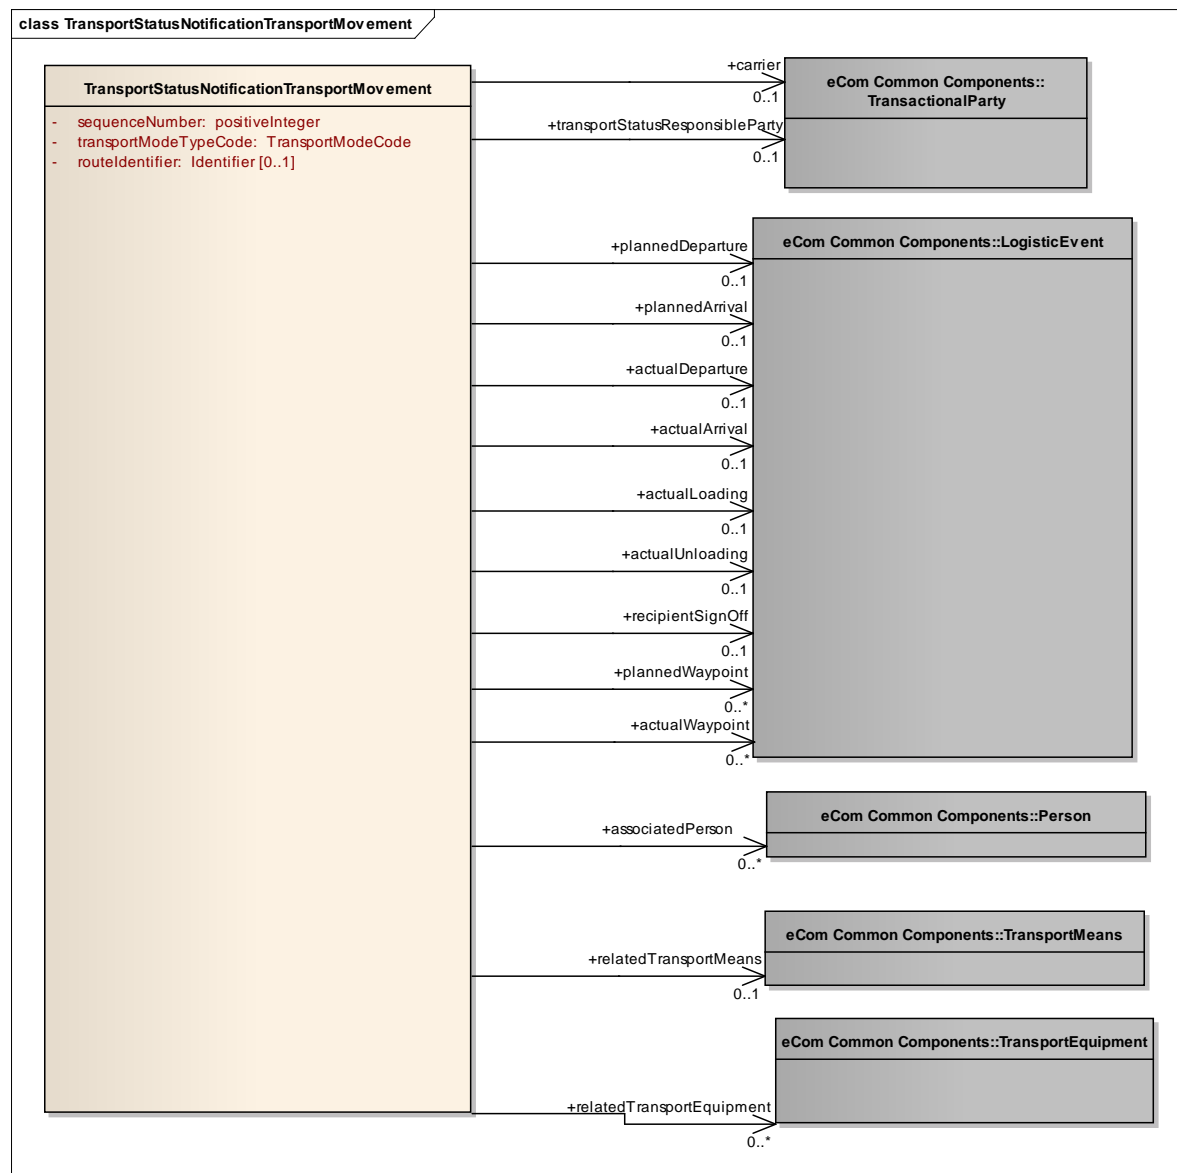 class TransportStatusNotificationTransportMovement
TransportStatusNotificationTransportMovement
- sequenceNumber: positiveInteger
- transportModeTypeCode: TransportModeCode
- routeIdentifier: Identifier [0..1]
+carrier
0..1
+transportStatusResponsibleParty
0..1
eCom Common Components::
TransactionalParty
+plannedDeparture
0..1
+plannedArrival
0..1
+actualDeparture
0..1
+actualArrival
0..1
+actualLoading
0..1
+actualUnloading
0..1
+recipientSignOff
0..1
+plannedWaypoint
0..*
+actualWaypoint
0..*
eCom Common Components::LogisticEvent
+associatedPerson
0..*
eCom Common Components::Person
+relatedTransportMeans
0..1
eCom Common Components::TransportMeans
+relatedTransportEquipment
0..*
eCom Common Components::TransportEquipment